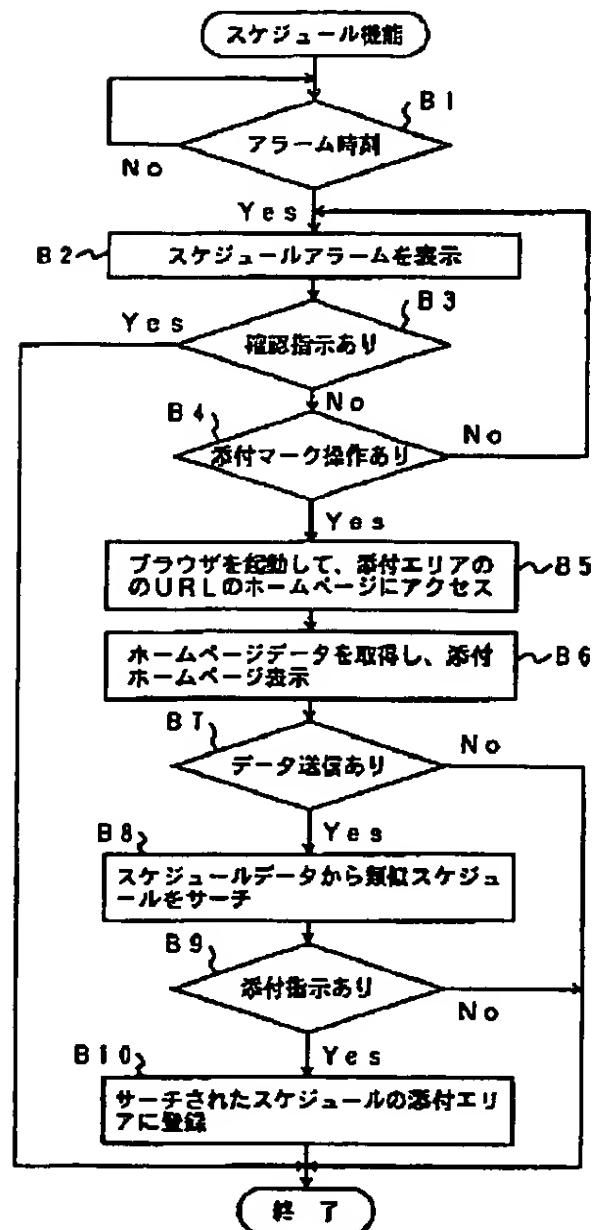 スケジュール機能
B1
アラーム時刻
No
Yes
B2
スケジュールアラームを表示
B3
Yes
確認指示あり
No
B4
添付マーク操作あり
No
Yes
ブラウザを起動して、添付エリアの
のURLのホームページにアクセス
B5
ホームページデータを取得し、添付
ホームページ表示
B6
B7
データ送信あり
No
Yes
B8
スケジュールデータから類似スケジュ
ールをサーチ
B9
添付指示あり
No
Yes
B10
サーチされたスケジュールの添付エリ
アに登録
終了